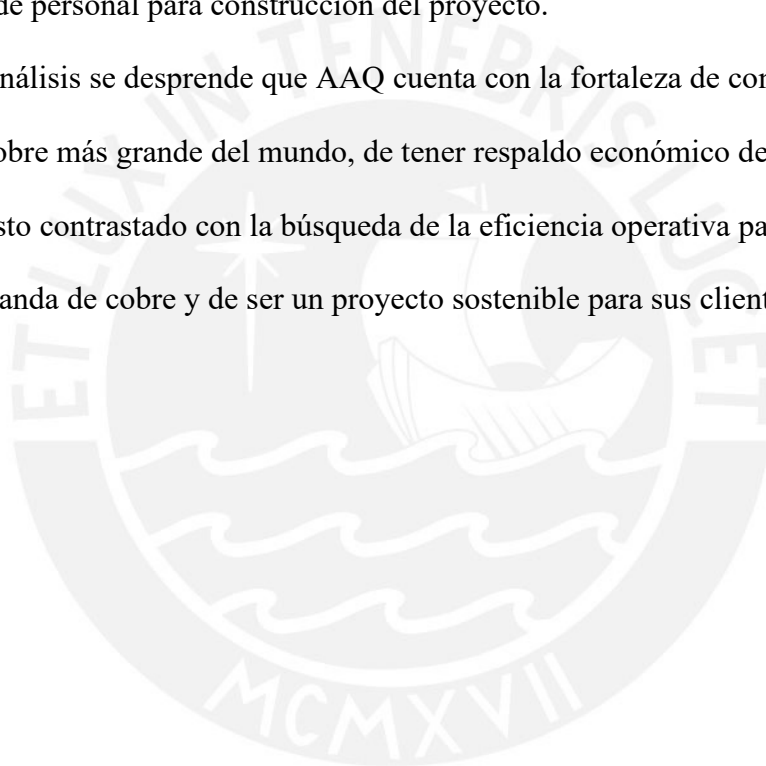 de personal para construcción del proyecto.
nálisis se desprende que AAQ cuenta con la fortaleza de con
obre más grande del mundo, de tener respaldo económico de
sto contrastado con la búsqueda de la eficiencia operativa pa
anda de cobre y de ser un proyecto sostenible para sus client
ET LUX IN TENEBRIS LUCET
MCMXVII